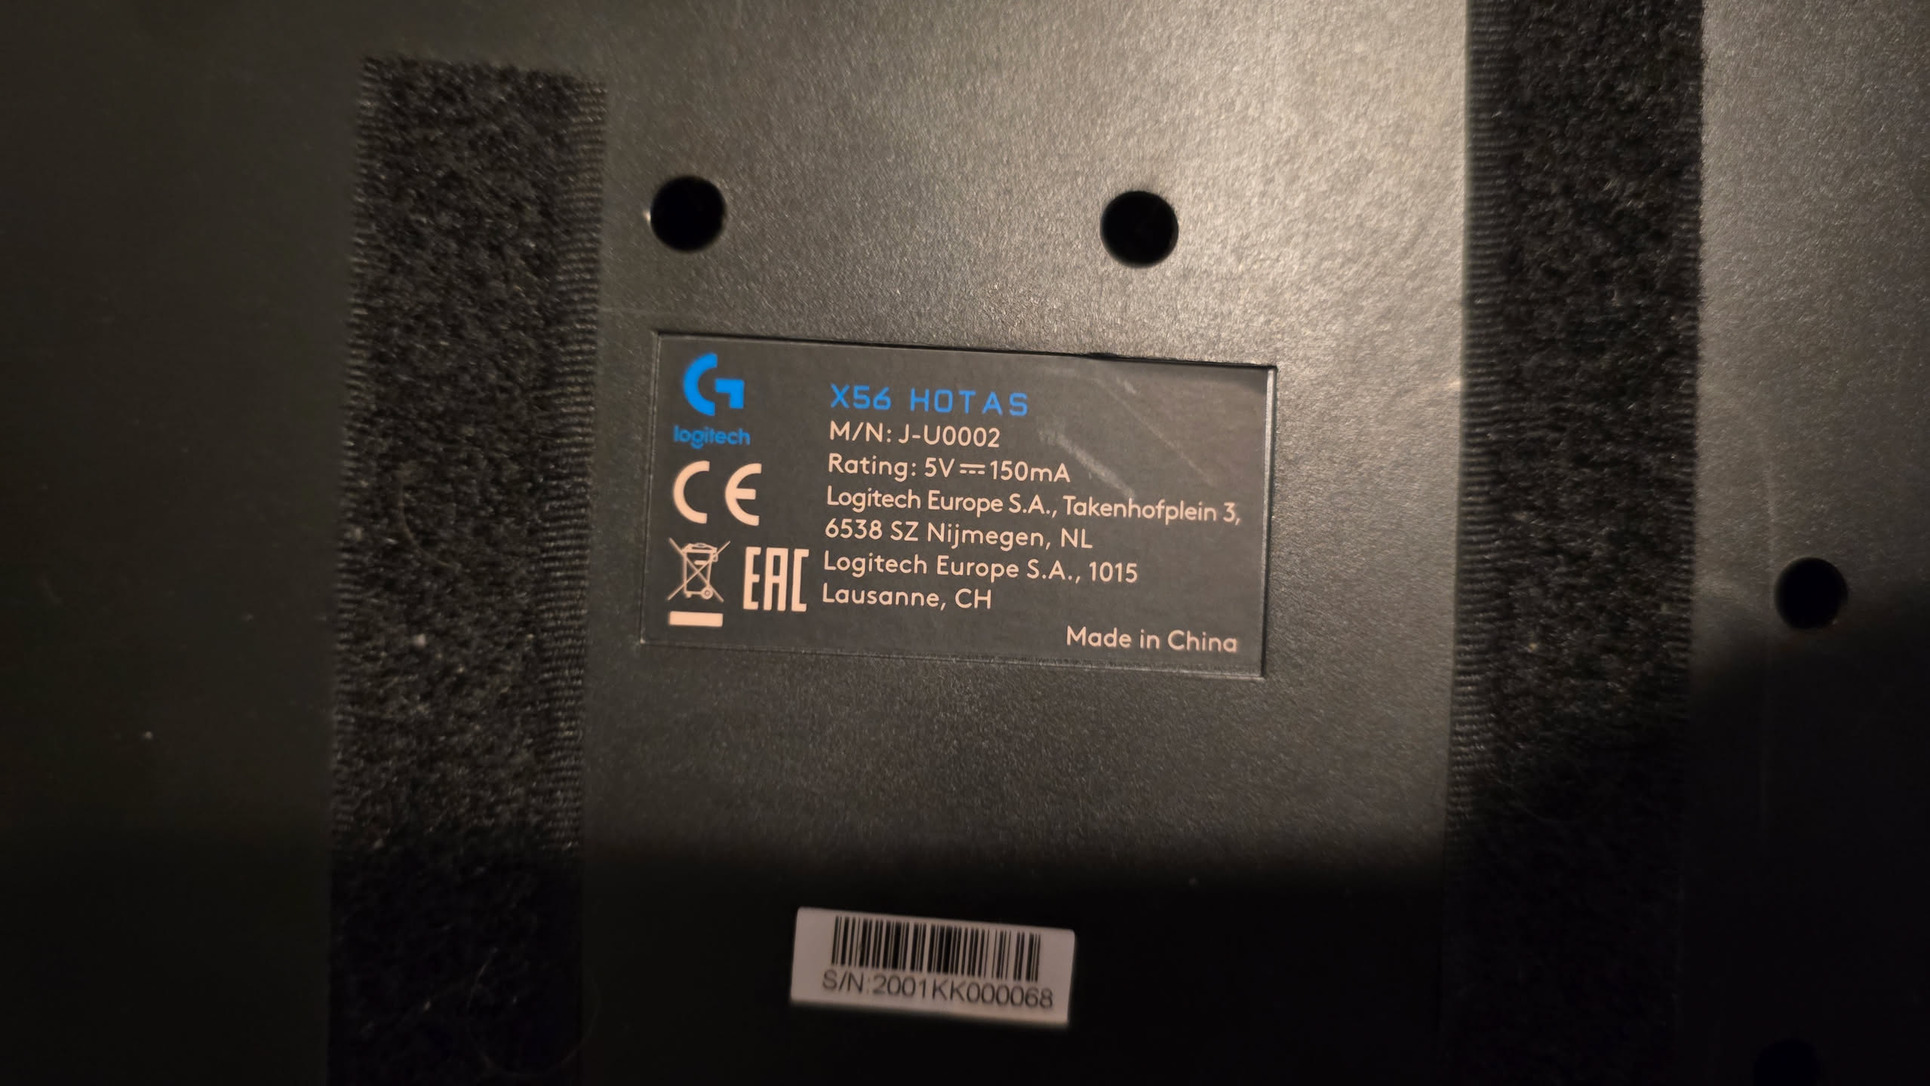 logitech
X56 HOTAS
M/N: J-U0002
Rating: 5V⎓150mA
Logitech Europe S.A., Takenhofplein 3,
6538 SZ Nijmegen, NL
Logitech Europe S.A., 1015
Lausanne, CH
CE
EAC
Made in China
S/N:2001KK000068